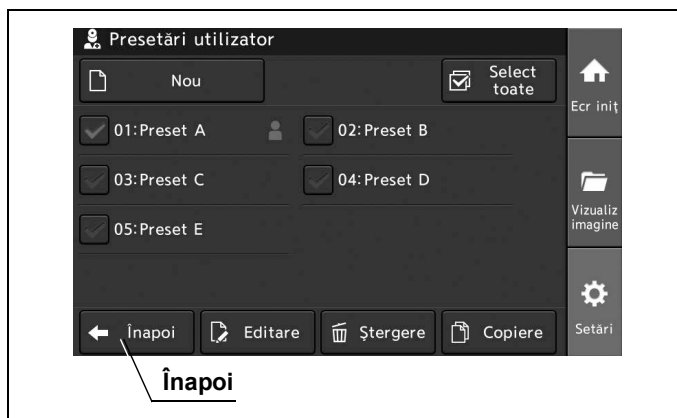 Presetări utilizator
Nou
Select
toate
01:Preset A
02:Preset B
03:Preset C
04:Preset D
05:Preset E
Înapoi
Editare
Ștergere
Copiere
Ecr iniț
Vizualiz
imagine
Setări
Înapoi